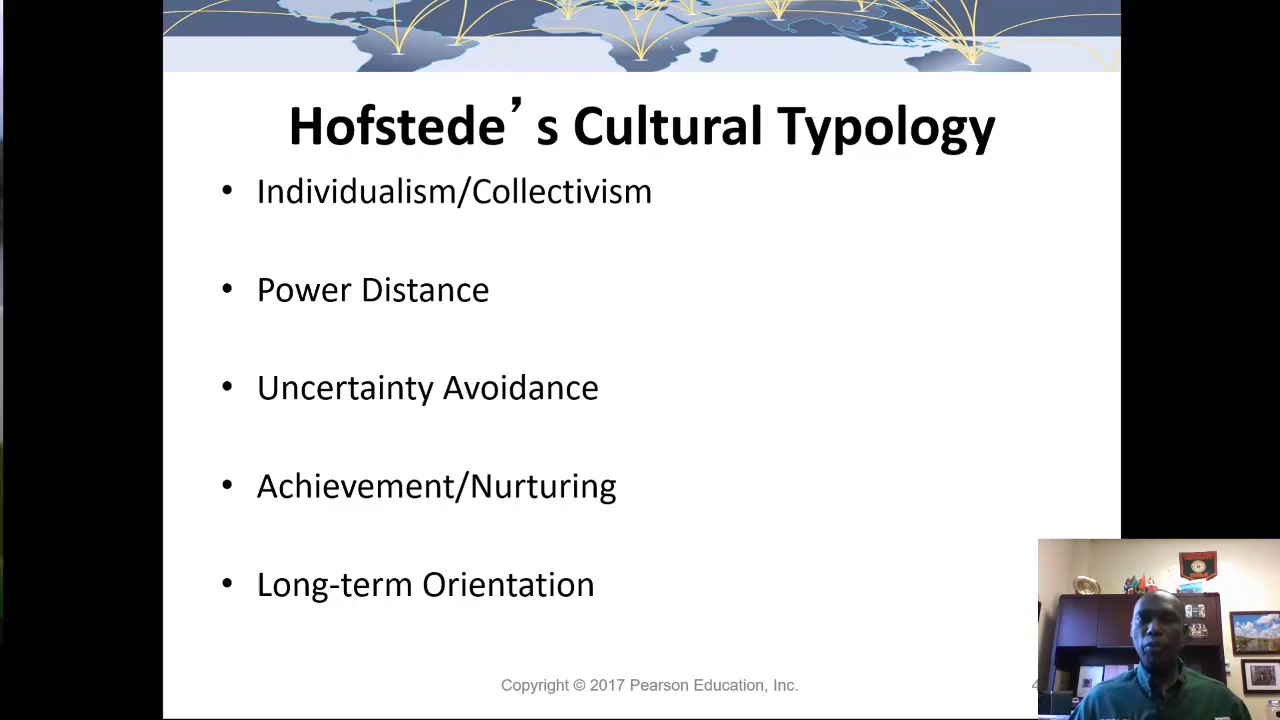 Hofstede’s Cultural Typology
• Individualism/Collectivism
• Power Distance
• Uncertainty Avoidance
• Achievement/Nurturing
• Long-term Orientation
Copyright © 2017 Pearson Education, Inc.